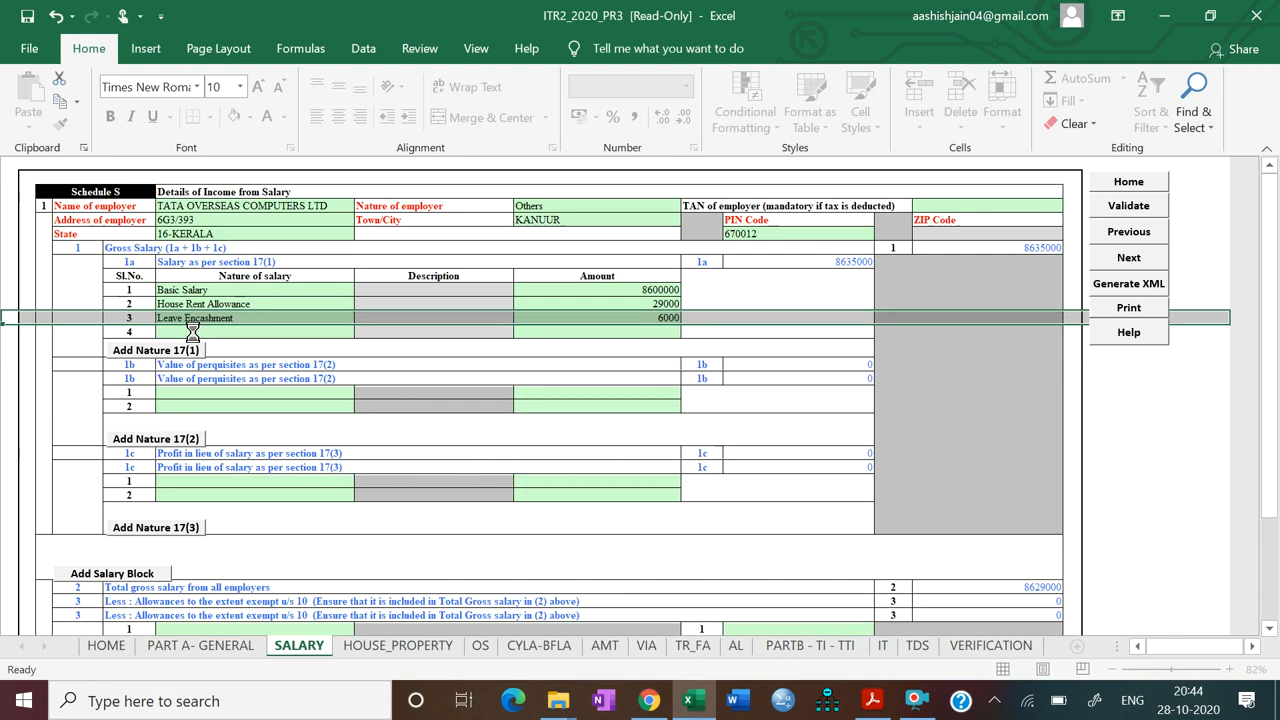 ITR2_2020_PR3 [Read-Only] - Excel
aashishjain04@gmail.com
File Home Insert Page Layout Formulas Data Review View Help Tell me what you want to do Share
Paste
Clipboard
Times New Roma 10 A A
B I U A
Font
Wrap Text
Merge & Center
Alignment
% ,
Number
Conditional Formatting
Format as Table
Cell Styles
Styles
Insert Delete Format
Cells
AutoSum
Fill
Clear
Sort & Filter
Find & Select
Editing
Schedule S Details of Income from Salary
1 Name of employer TATA OVERSEAS COMPUTERS LTD Nature of employer Others TAN of employer (mandatory if tax is deducted)
Address of employer 6G3/393 Town/City KANUUR PIN Code ZIP Code
State 16-KERALA 670012
1 Gross Salary (1a + 1b + 1c) 1 8635000
1a Salary as per section 17(1) 1a 8635000
Sl.No. Nature of salary Description Amount
1 Basic Salary 8600000
2 House Rent Allowance 29000
3 Leave Encashment 6000
4
Add Nature 17(1)
1b Value of perquisites as per section 17(2) 1b 0
1b Value of perquisites as per section 17(2) 1b 0
1
2
Add Nature 17(2)
1c Profit in lieu of salary as per section 17(3) 1c 0
1c Profit in lieu of salary as per section 17(3) 1c 0
1
2
Add Nature 17(3)
Add Salary Block
2 Total gross salary from all employers 2 8629000
3 Less : Allowances to the extent exempt u/s 10 (Ensure that it is included in Total Gross salary in (2) above) 3 0
3 Less : Allowances to the extent exempt u/s 10 (Ensure that it is included in Total Gross salary in (2) above) 3 0
1 1
Home
Validate
Previous
Next
Generate XML
Print
Help
HOME PART A- GENERAL SALARY HOUSE_PROPERTY OS CYLA-BFLA AMT VIA TR_FA AL PARTB - TI - TTI IT TDS VERIFICATION
Ready
82%
Type here to search
ENG
20:44
28-10-2020